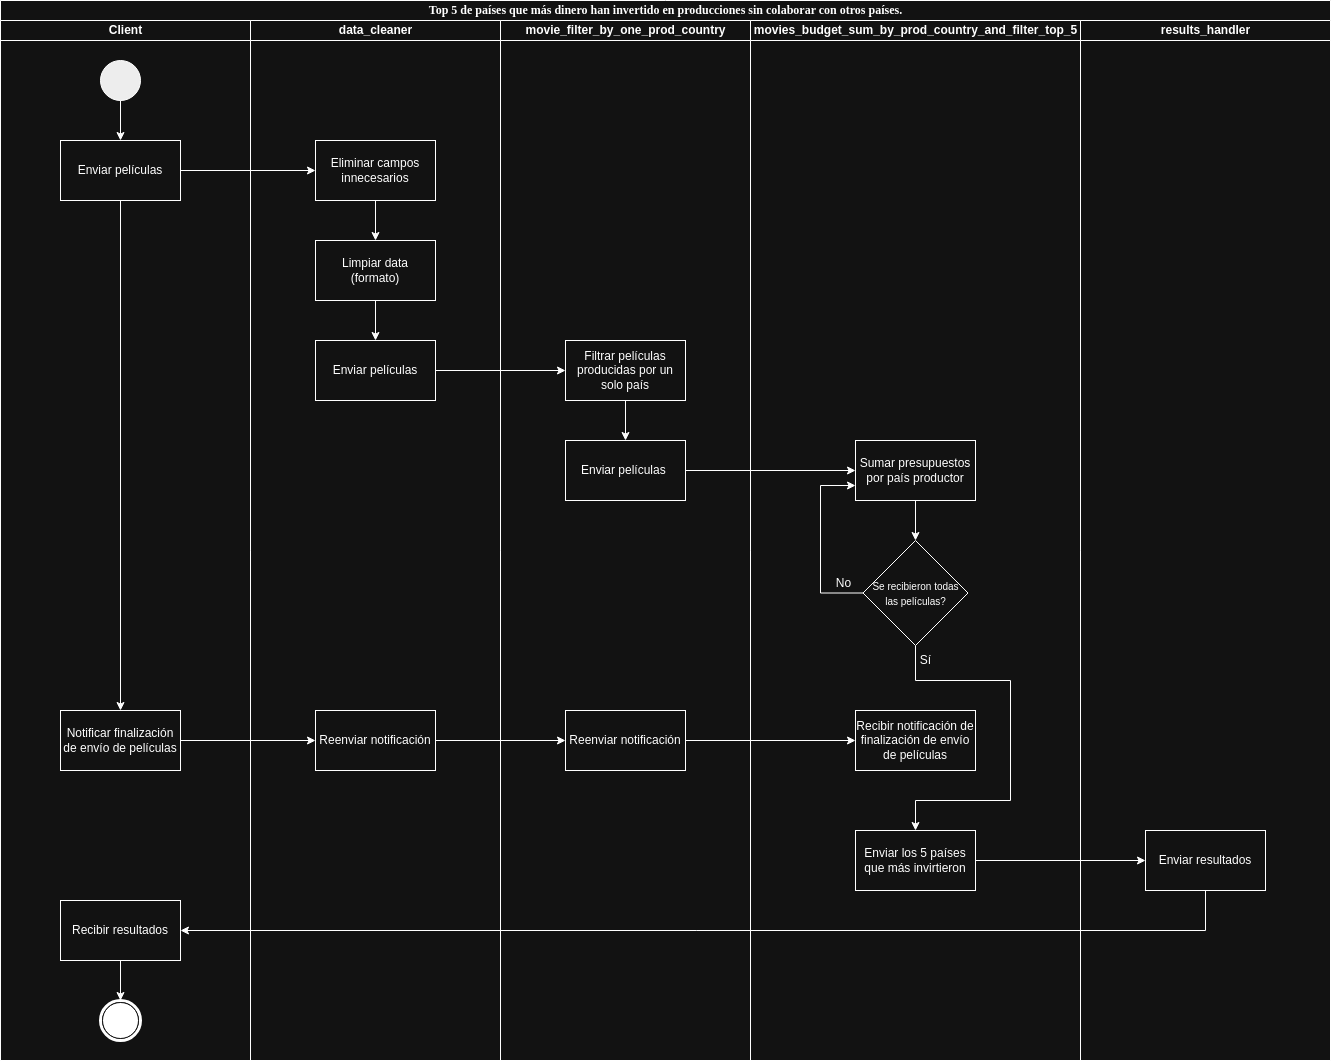 Top 5 de países que más dinero han invertido en producciones sin colaborar con otros países.
Client
data_cleaner
movie_filter_by_one_prod_country
movies_budget_sum_by_prod_country_and_filter_top_5
results_handler
Enviar películas
Eliminar campos
innecesarios
Limpiar data
(formato)
Enviar películas
Filtrar películas
producidas por un
solo país
Enviar películas
Sumar presupuestos
por país productor
No
Se recibieron todas
las películas?
Sí
Notificar finalización
de envío de películas
Reenviar notificación
Reenviar notificación
Recibir notificación de
finalización de envío
de películas
Enviar los 5 países
que más invirtieron
Enviar resultados
Recibir resultados